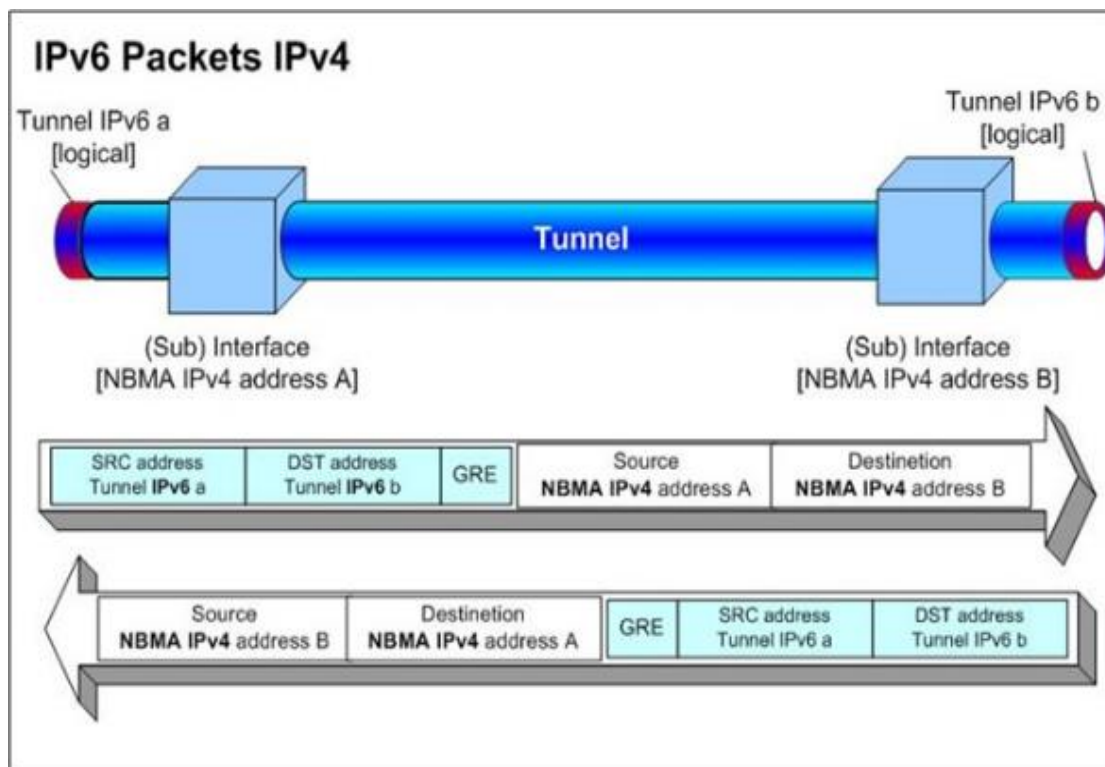 IPv6 Packets IPv4
Tunnel IPv6 a
[logical]
Tunnel IPv6 b
[logical]
Tunnel
(Sub) Interface
[NBMA IPv4 address A]
(Sub) Interface
[NBMA IPv4 address B]
SRC address
Tunnel IPv6 a
DST address
Tunnel IPv6 b
GRE
Source
NBMA IPv4 address A
Destinetion
NBMA IPv4 address B
Source
NBMA IPv4 address B
Destinetion
NBMA IPv4 address A
GRE
SRC address
Tunnel IPv6 a
DST address
Tunnel IPv6 b